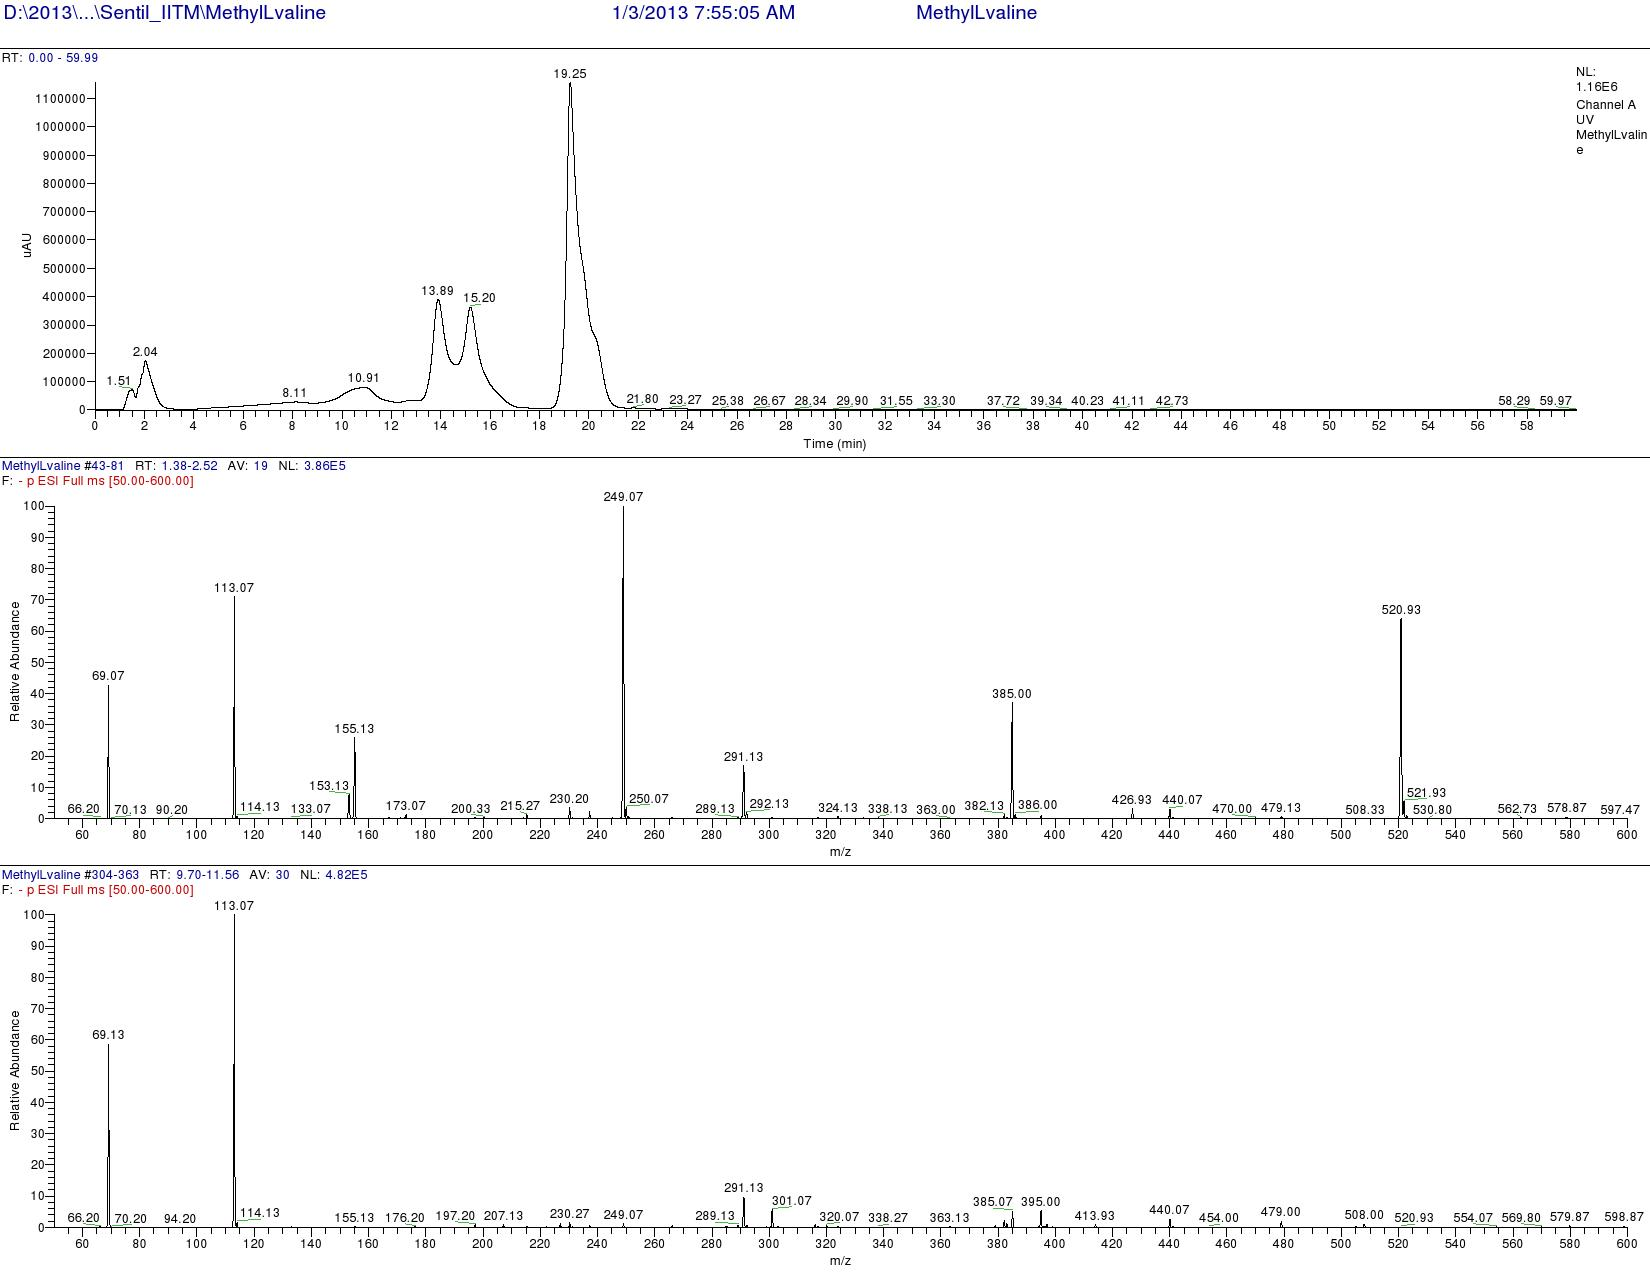 D:\2013\...\Sentil_IITM\MethylLvaline 1/3/2013 7:55:05 AM MethylLvaline
RT: 0.00 - 59.99
NL:
1.16E6
Channel A
UV
MethylLvalin
e
19.25
1100000
1000000
900000
800000
700000
600000
500000
400000
300000
200000
100000
0
uAU
13.89
15.20
2.04
1.51
8.11
10.91
21.80 23.27 25.38 26.67 28.34 29.90 31.55 33.30 37.72 39.34 40.23 41.11 42.73 58.29 59.97
0 2 4 6 8 10 12 14 16 18 20 22 24 26 28 30 32 34 36 38 40 42 44 46 48 50 52 54 56 58
Time (min)
MethylLvaline #43-81 RT: 1.38-2.52 AV: 19 NL: 3.86E5
F: - p ESI Full ms [50.00-600.00]
249.07
100
90
80
70
60
50
40
30
20
10
0
Relative Abundance
113.07
520.93
69.07
385.00
155.13
291.13
153.13
66.20 70.13 90.20 114.13 133.07 173.07 200.33 215.27 230.20 250.07 289.13 292.13 324.13 338.13 363.00 382.13 386.00 426.93 440.07 470.00 479.13 508.33 521.93 530.80 562.73 578.87 597.47
60 80 100 120 140 160 180 200 220 240 260 280 300 320 340 360 380 400 420 440 460 480 500 520 540 560 580 600
m/z
MethylLvaline #304-363 RT: 9.70-11.56 AV: 30 NL: 4.82E5
F: - p ESI Full ms [50.00-600.00]
113.07
100
90
80
70
60
50
40
30
20
10
0
Relative Abundance
69.13
291.13
66.20 70.20 94.20 114.13 155.13 176.20 197.20 207.13 230.27 249.07 289.13 301.07 320.07 338.27 363.13 385.07 395.00 413.93 440.07 454.00 479.00 508.00 520.93 554.07 569.80 579.87 598.87
60 80 100 120 140 160 180 200 220 240 260 280 300 320 340 360 380 400 420 440 460 480 500 520 540 560 580 600
m/z